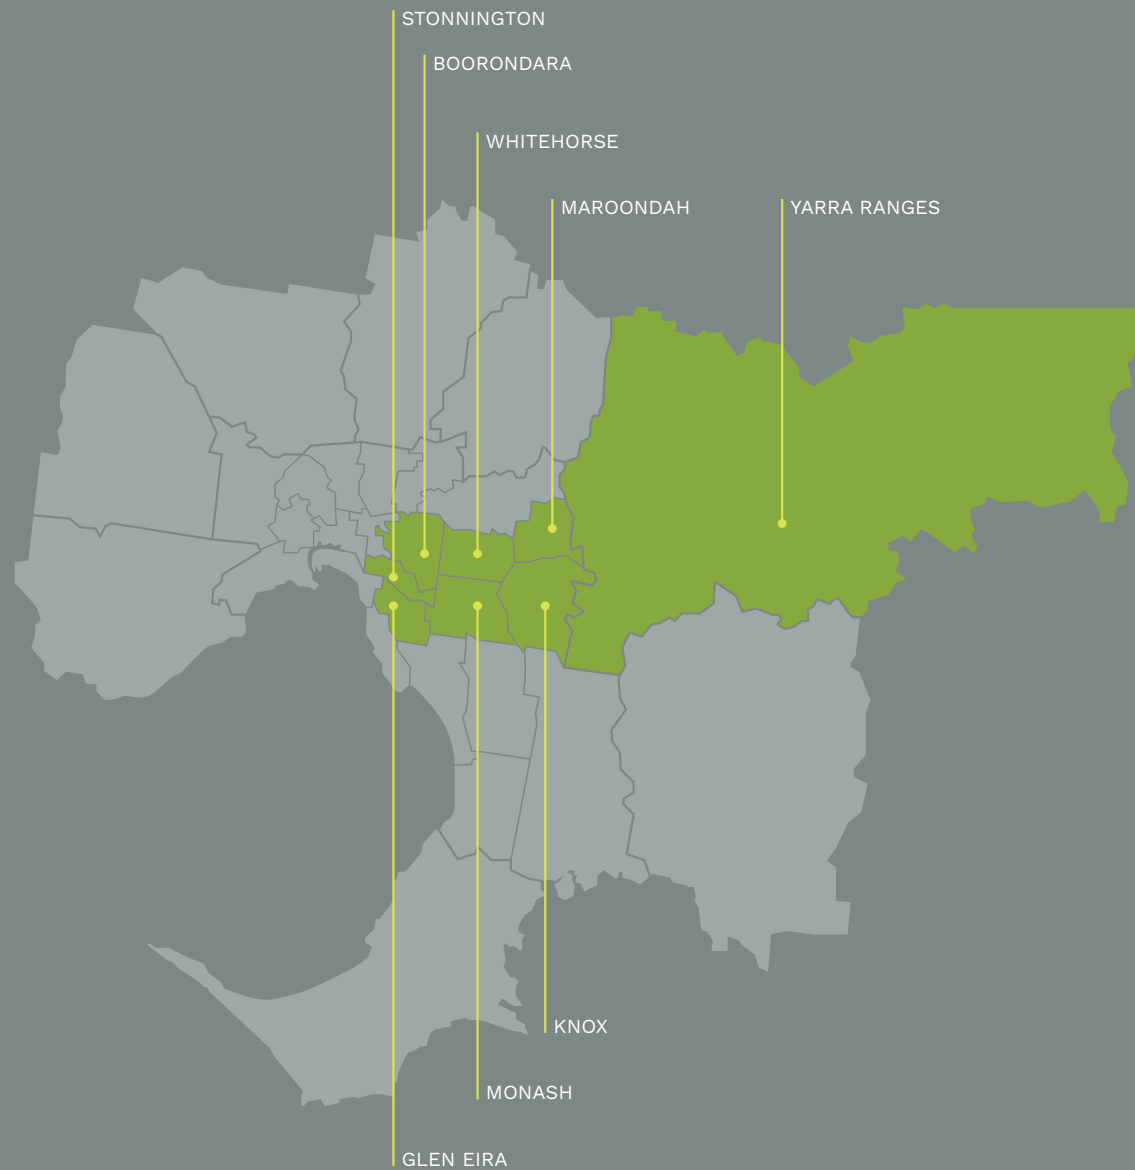 STONNINGTON
BOORONDARA
WHITEHORSE
MAROONDAH
YARRA RANGES
KNOX
MONASH
GLEN EIRA